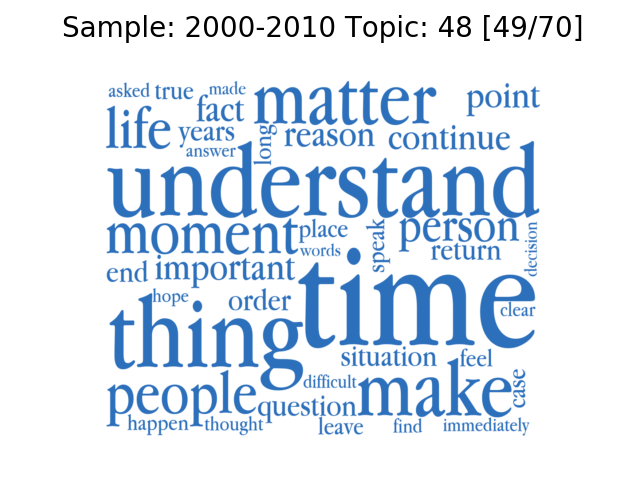 Sample: 2000-2010 Topic: 48 [49/70]
asked true made matter point
life fact
years long reason continue
answer
understand
moment place speak person decision
words return
end important
time
hope order clear
thing
situation feel
people difficult make case
question
happen thought leave find immediately